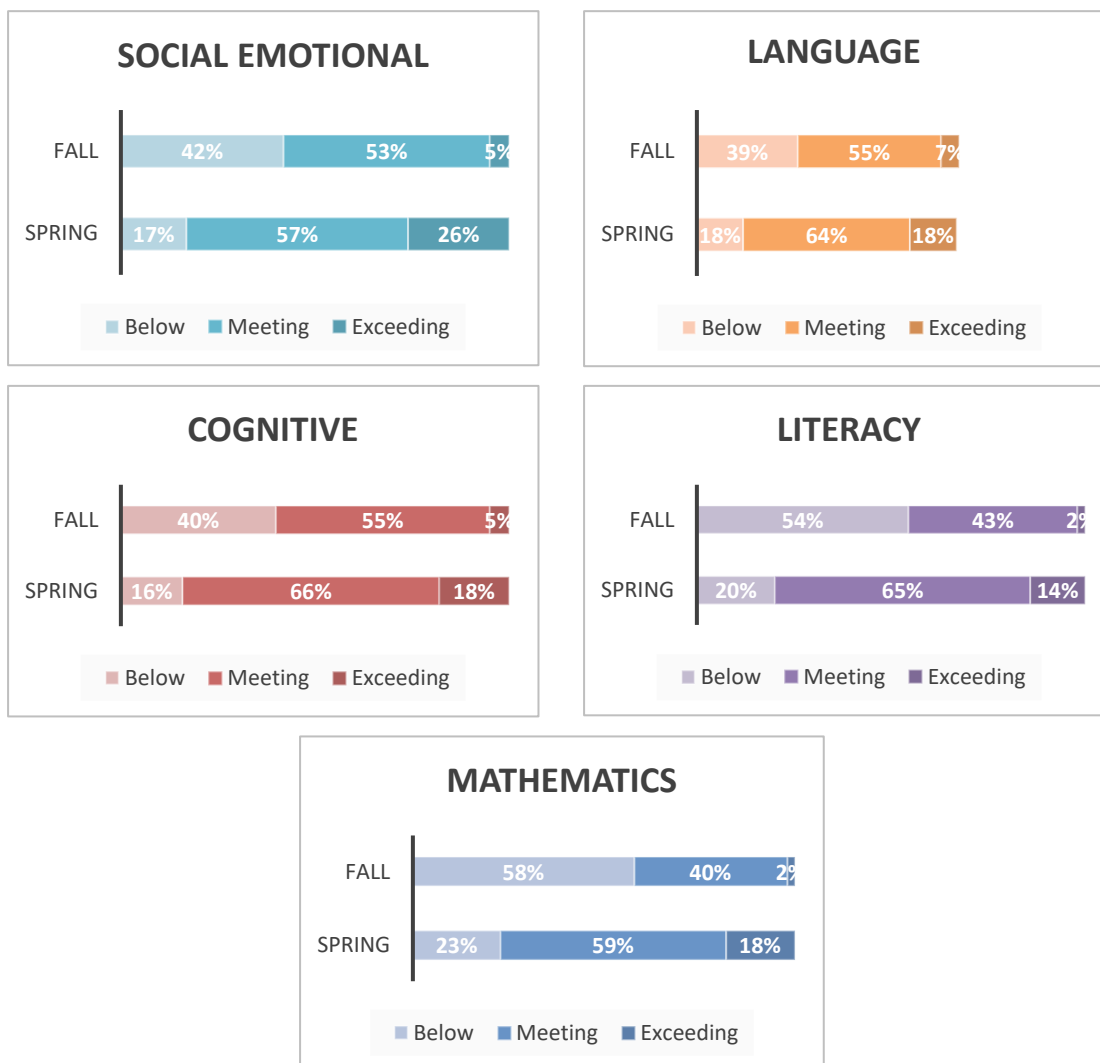 SOCIAL EMOTIONAL
FALL
42% 53% 5%
SPRING
17% 57% 26%
Below Meeting Exceeding
LANGUAGE
FALL
39% 55% 7%
SPRING
18% 64% 18%
Below Meeting Exceeding
COGNITIVE
FALL
40% 55% 5%
SPRING
16% 66% 18%
Below Meeting Exceeding
LITERACY
FALL
54% 43% 2%
SPRING
20% 65% 14%
Below Meeting Exceeding
MATHEMATICS
FALL
58% 40% 2%
SPRING
23% 59% 18%
Below Meeting Exceeding